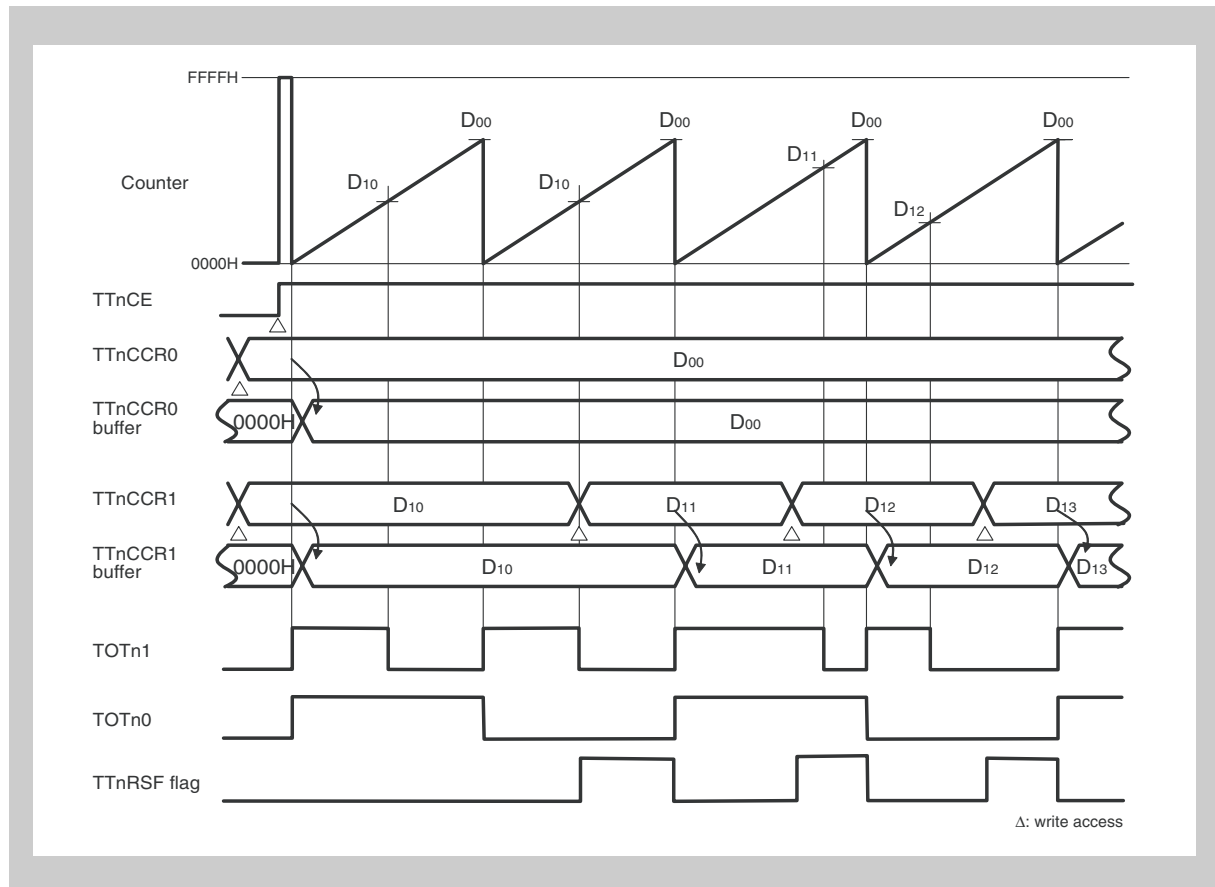 FFFFH
D00 D00 D00 D00
D11
D10 D10
Counter
D12
0000H
TTnCE
△
TTnCCR0
D00
△
TTnCCR0
buffer
0000H D00
TTnCCR1
D10 D11 D12 D13
△ △ △ △
TTnCCR1
buffer
0000H D10 D11 D12 D13
TOTn1
TOTn0
TTnRSF flag
Δ: write access